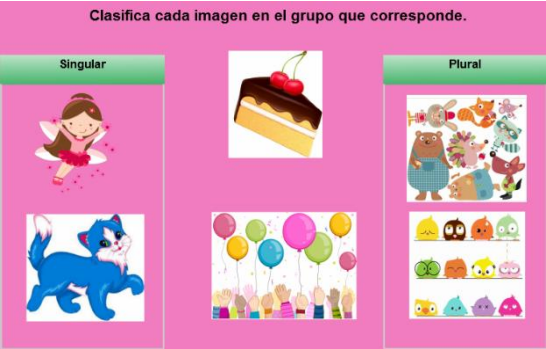 Clasifica cada imagen en el grupo que corresponde.
Singular
Plural